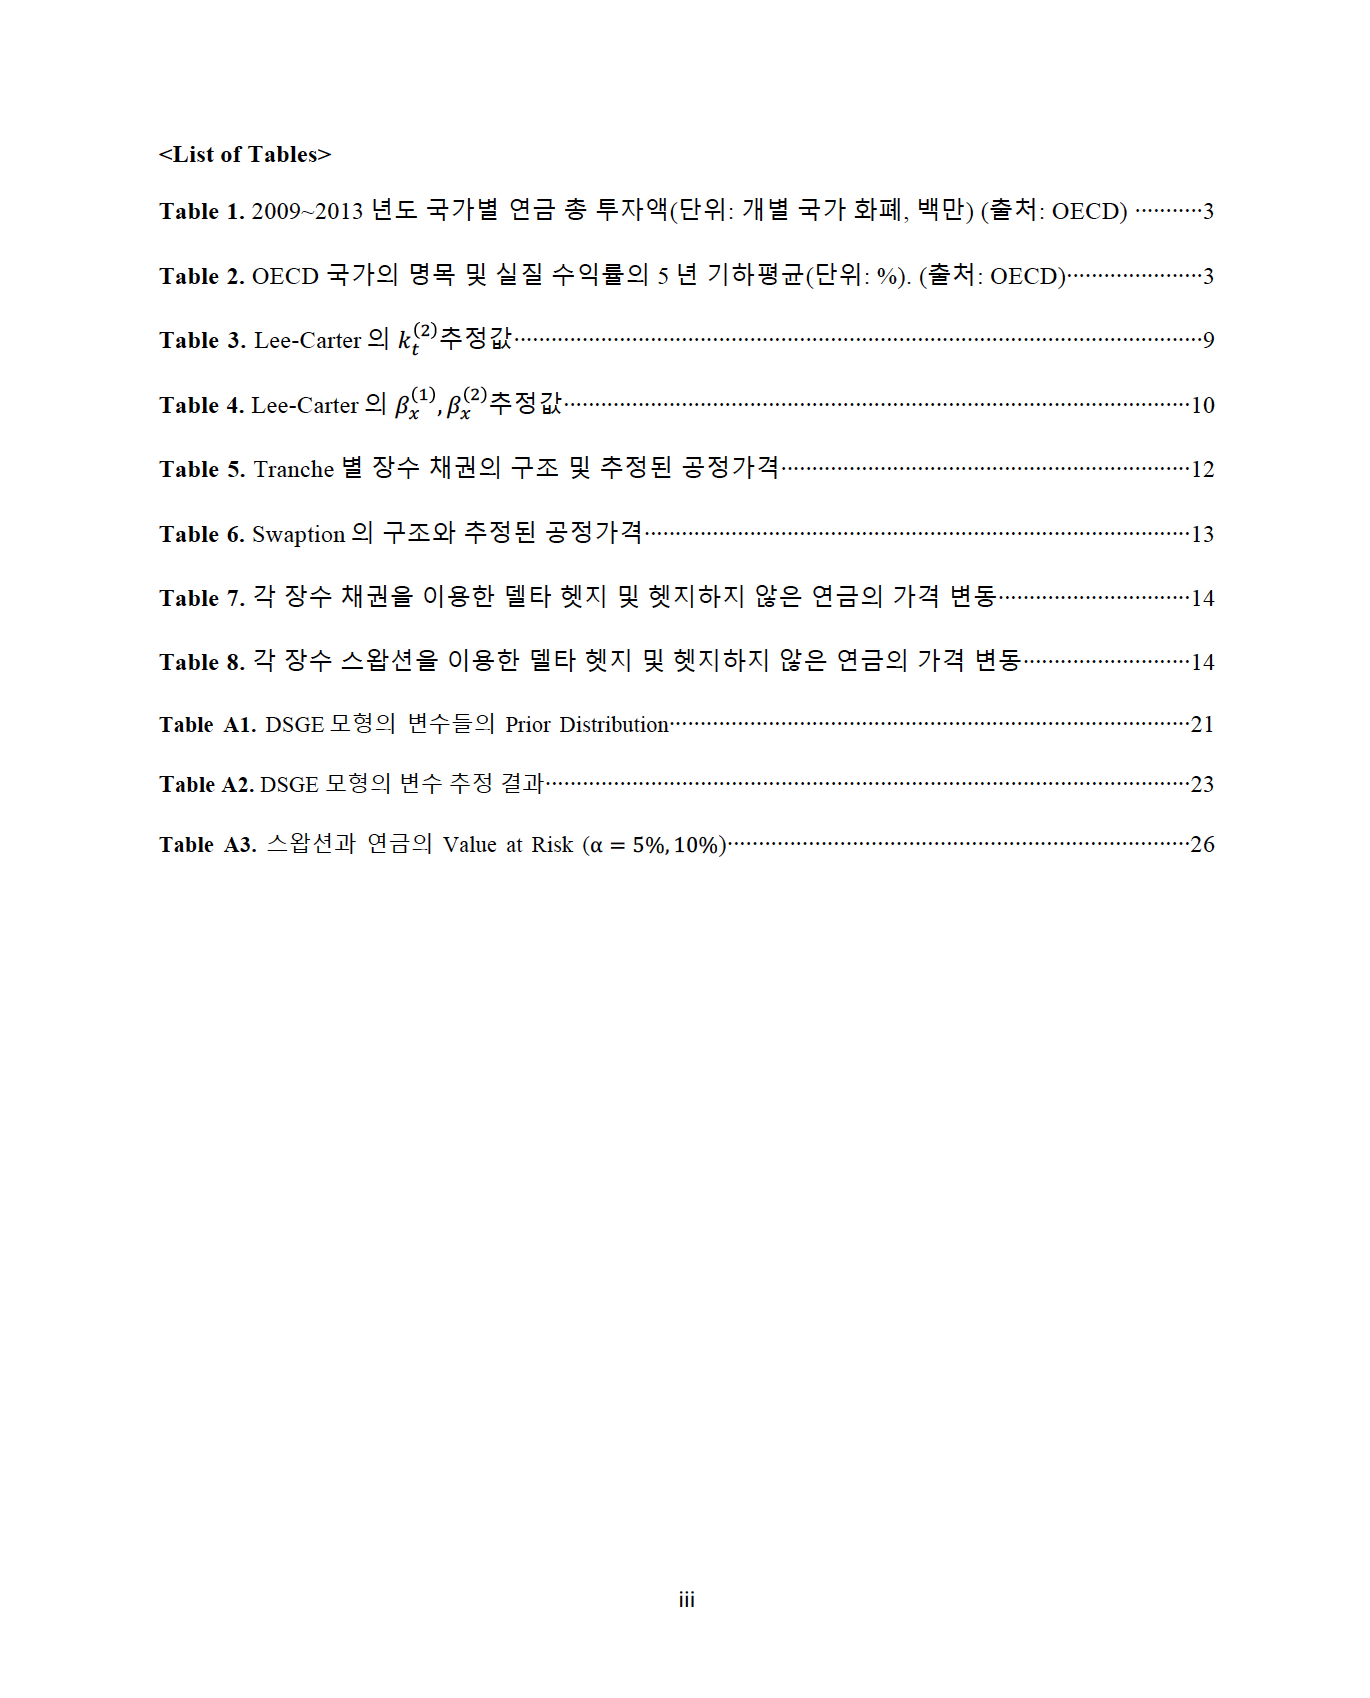 <List of Tables>
Table 1. 2009~2013 년도 국가별 연금 총 투자액(단위: 개별 국가 화폐, 백만) (출처: OECD) ···········3
Table 2. OECD 국가의 명목 및 실질 수익률의 5 년 기하평균(단위: %). (출처: OECD)······················3
Table 3. Lee-Carter 의 $k_t^{(2)}$추정값··············································································9
Table 4. Lee-Carter 의 $\beta_x^{(1)}, \beta_x^{(2)}$추정값·······································································10
Table 5. Tranche 별 장수 채권의 구조 및 추정된 공정가격··································································12
Table 6. Swaption 의 구조와 추정된 공정가격········································································13
Table 7. 각 장수 채권을 이용한 델타 헷지 및 헷지하지 않은 연금의 가격 변동·······························14
Table 8. 각 장수 스왑션을 이용한 델타 헷지 및 헷지하지 않은 연금의 가격 변동···························14
Table A1. DSGE 모형의 변수들의 Prior Distribution····················································································21
Table A2. DSGE 모형의 변수 추정 결과························································································23
Table A3. 스왑션과 연금의 Value at Risk (α = 5%, 10%)···········································································26
iii